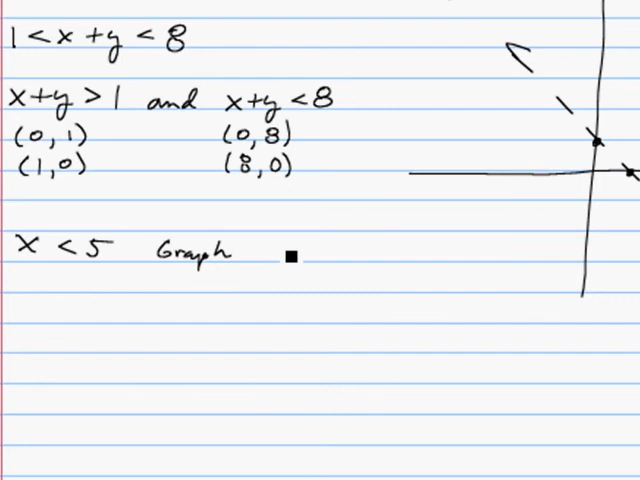 1 < x + y < 8
x + y > 1 and x + y < 8
(0, 1) (0, 8)
(1, 0) (8, 0)
x < 5 Graph